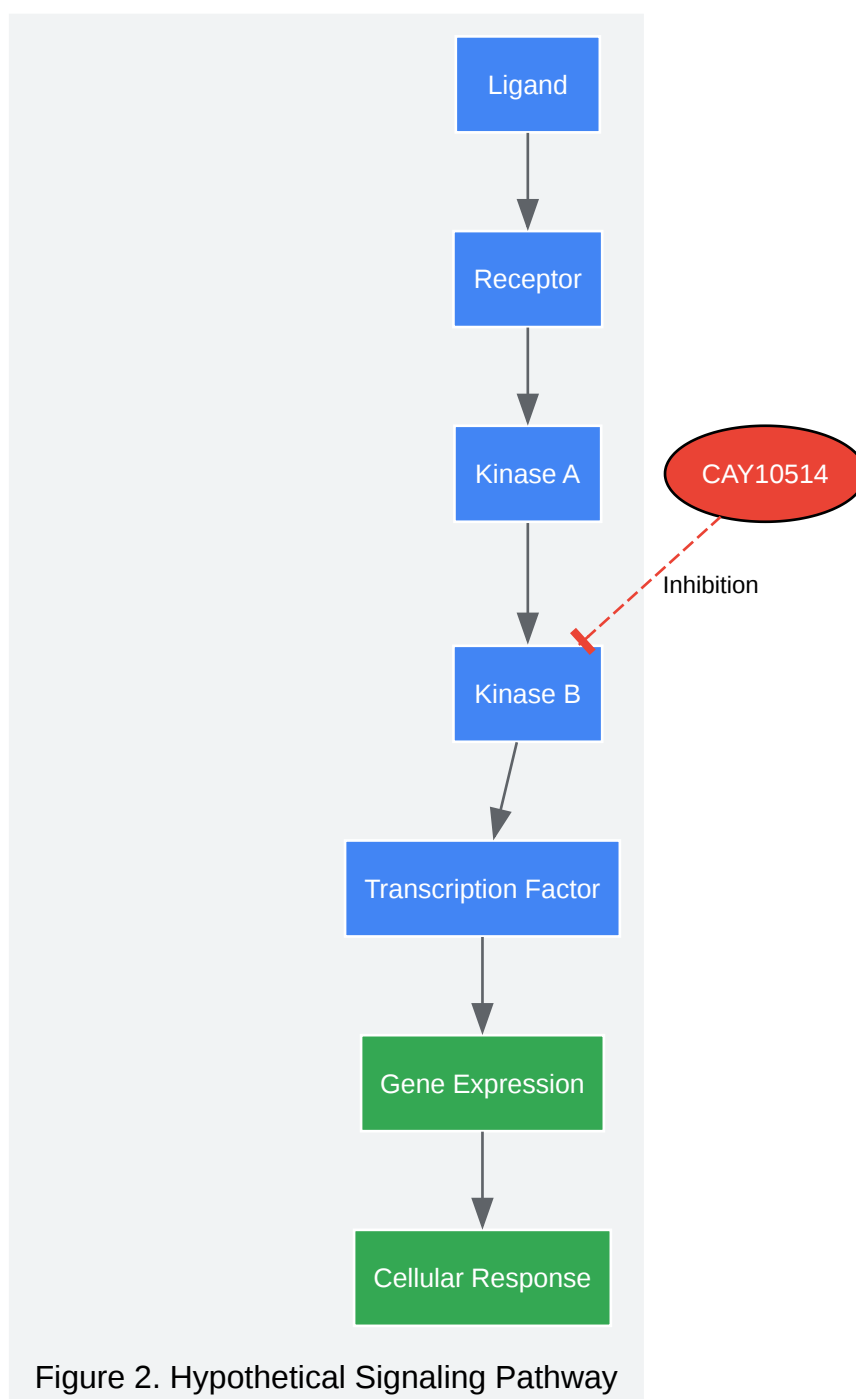 Ligand
Receptor
Kinase A
CAY10514
Inhibition
Kinase B
Transcription Factor
Gene Expression
Cellular Response
Figure 2. Hypothetical Signaling Pathway